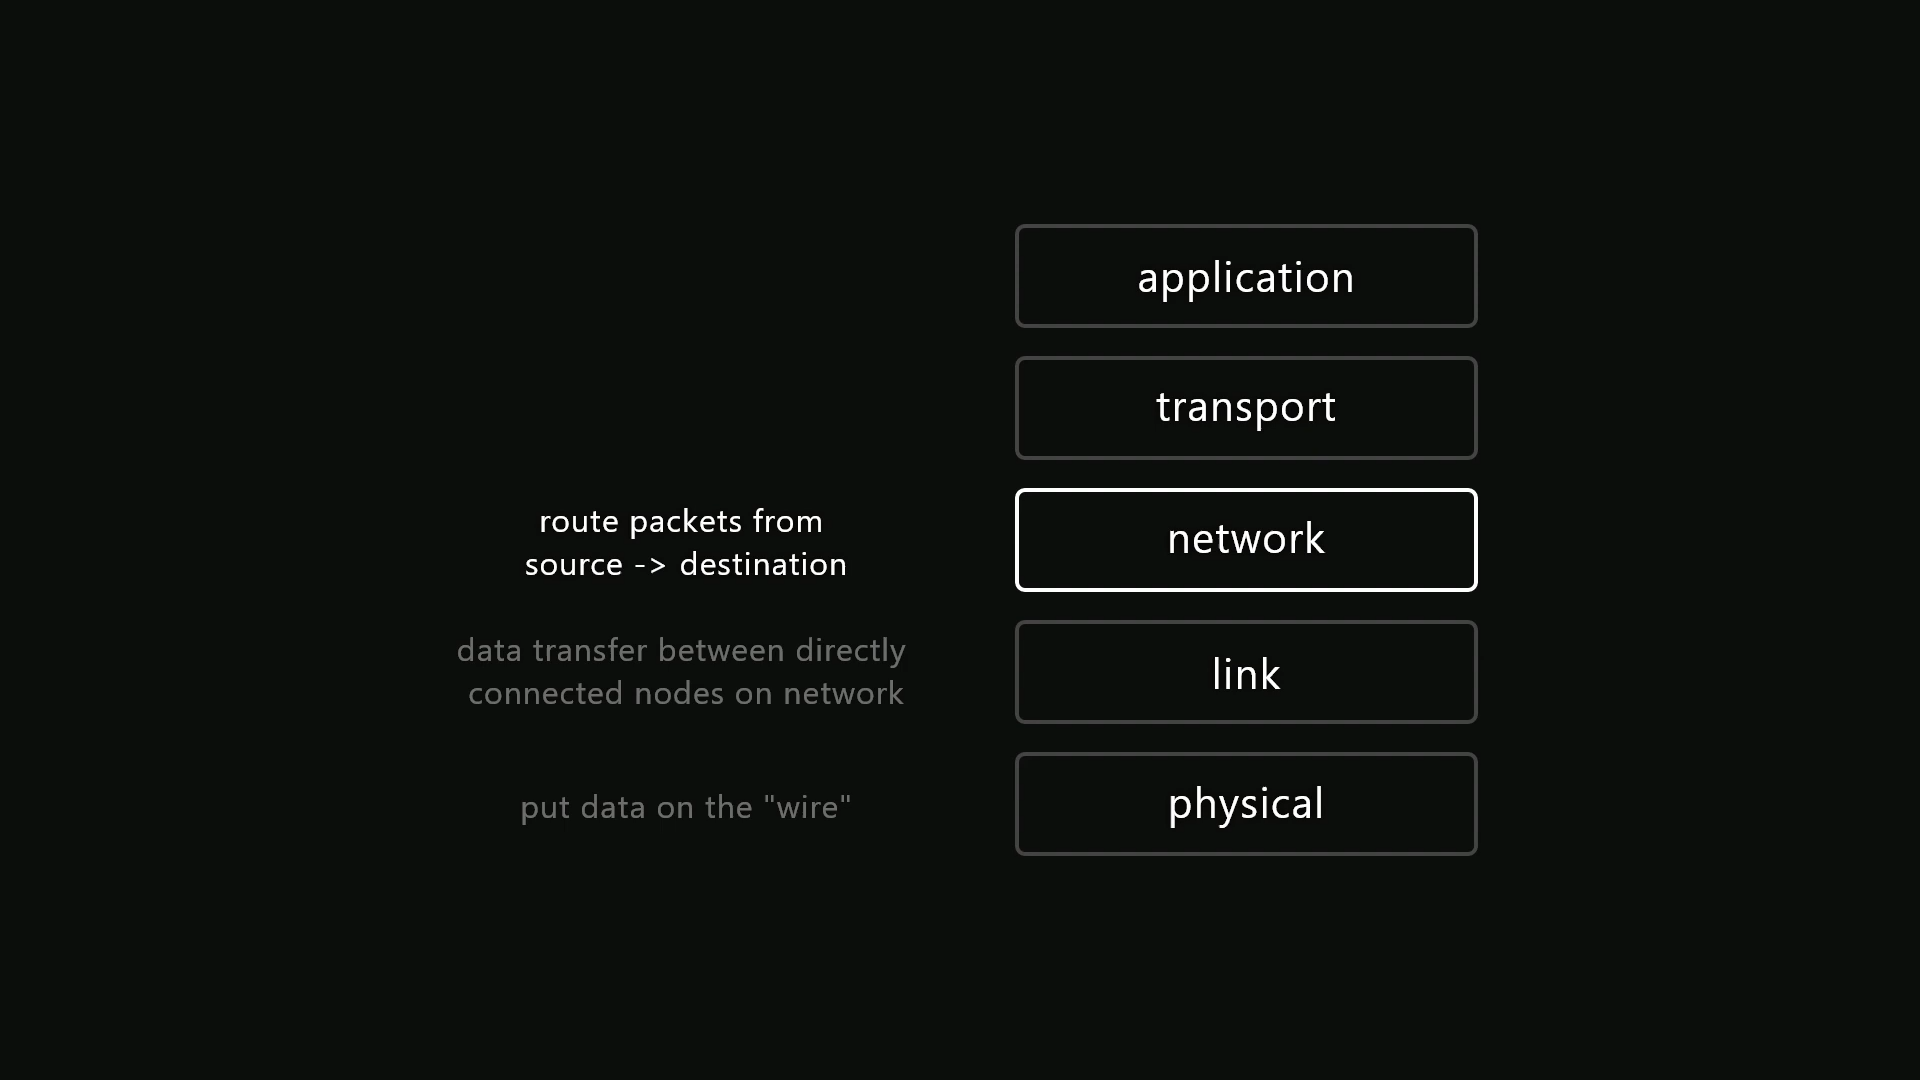 application
transport
route packets from
source -> destination
network
data transfer between directly
connected nodes on network
link
put data on the "wire"
physical